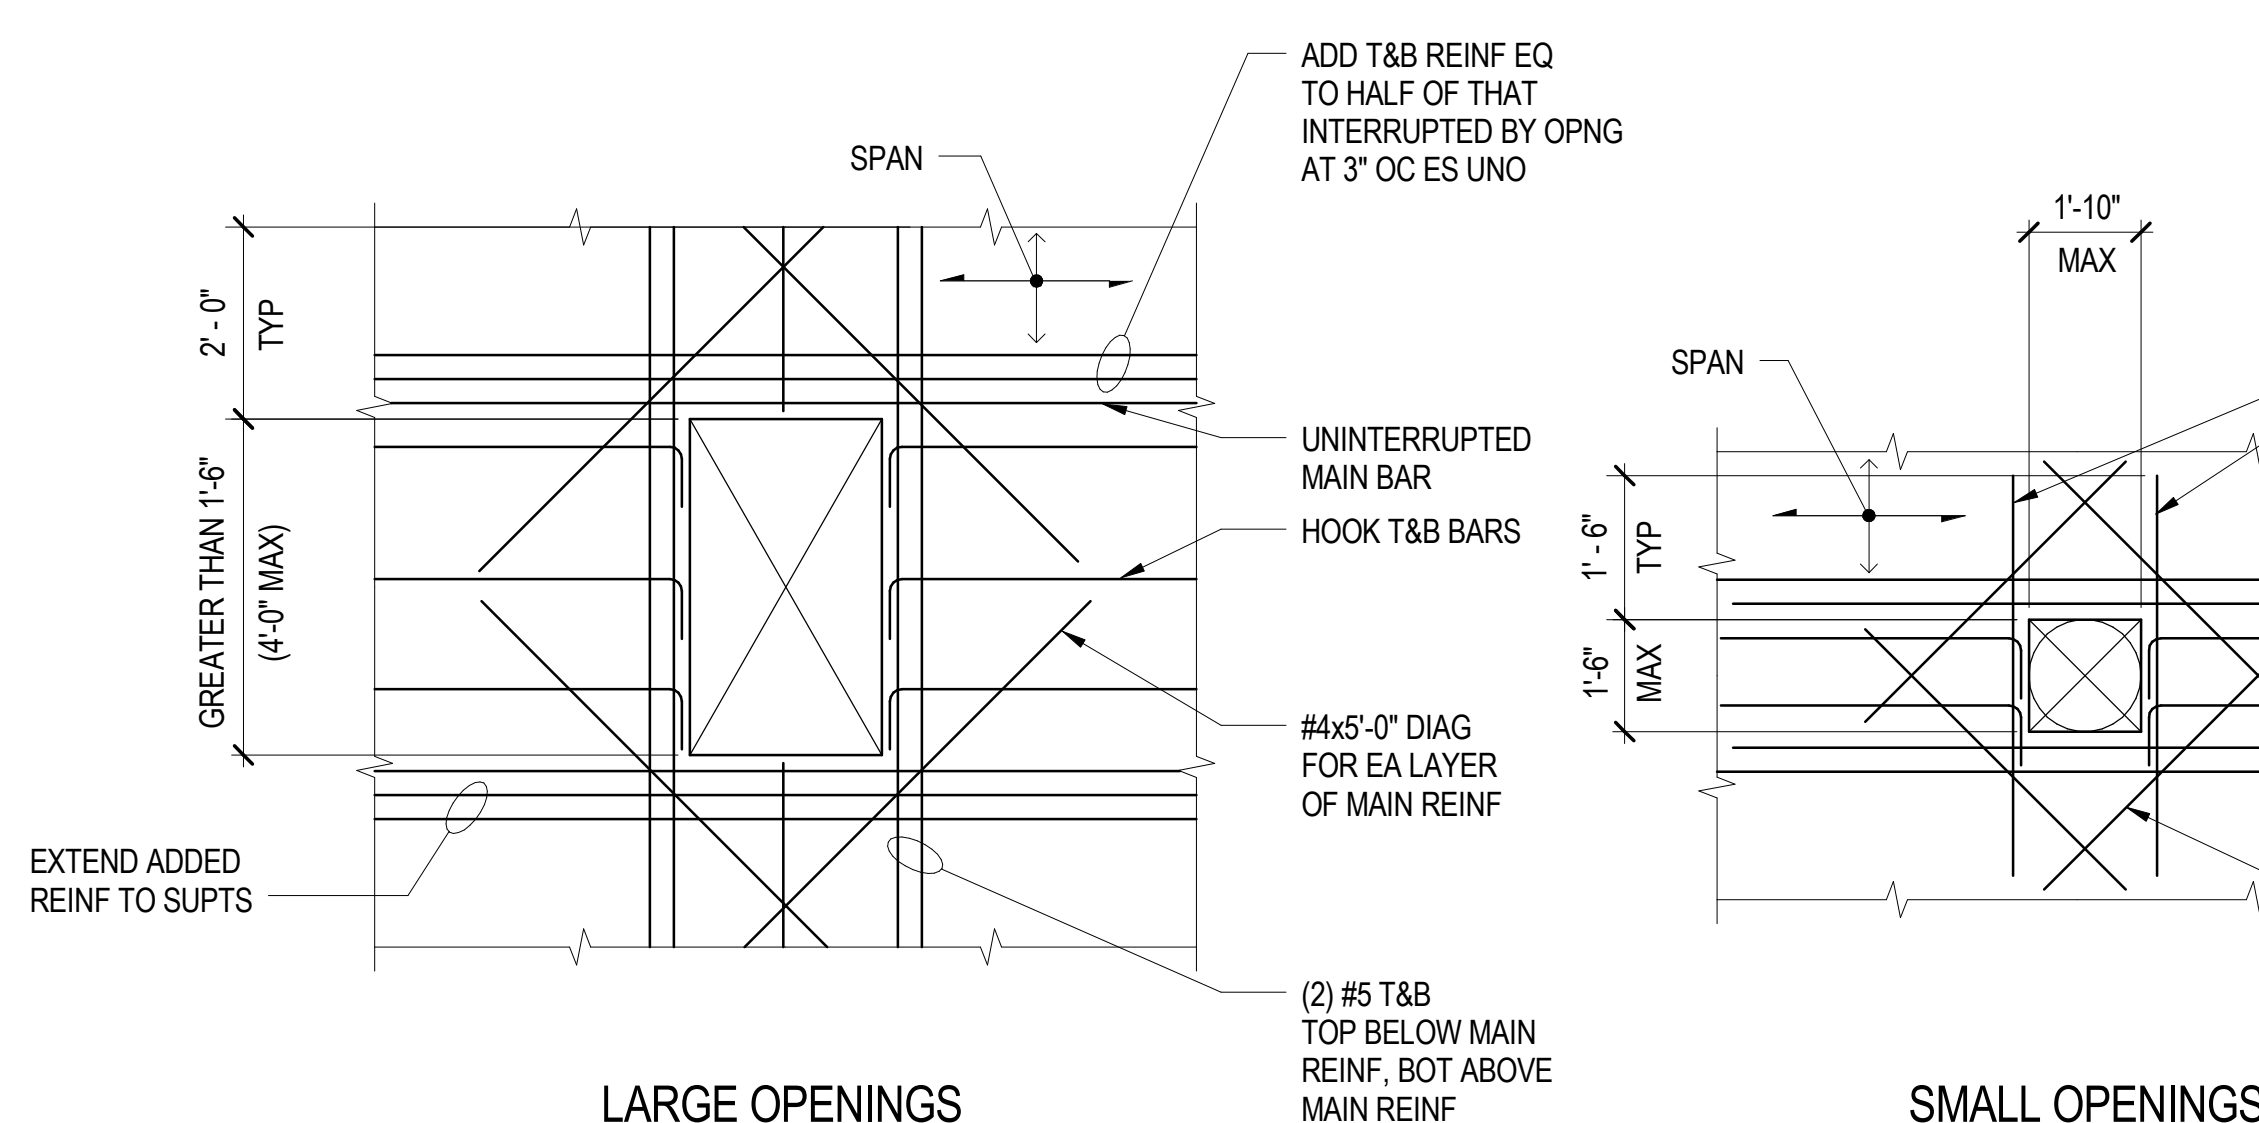 ADD T&B REINF EQ
TO HALF OF THAT
INTERRUPTED BY OPNG
AT 3" OC ES UNO
SPAN
2' - 0"
TYP
GREATER THAN 1'-6"
(4'-0" MAX)
UNINTERRUPTED
MAIN BAR
HOOK T&B BARS
#4x5'-0" DIAG
FOR EA LAYER
OF MAIN REINF
EXTEND ADDED
REINF TO SUPTS
(2) #5 T&B
TOP BELOW MAIN
REINF, BOT ABOVE
MAIN REINF
LARGE OPENINGS
1'-10"
MAX
SPAN
1' - 6"
TYP
1'-6"
MAX
SMALL OPENINGS